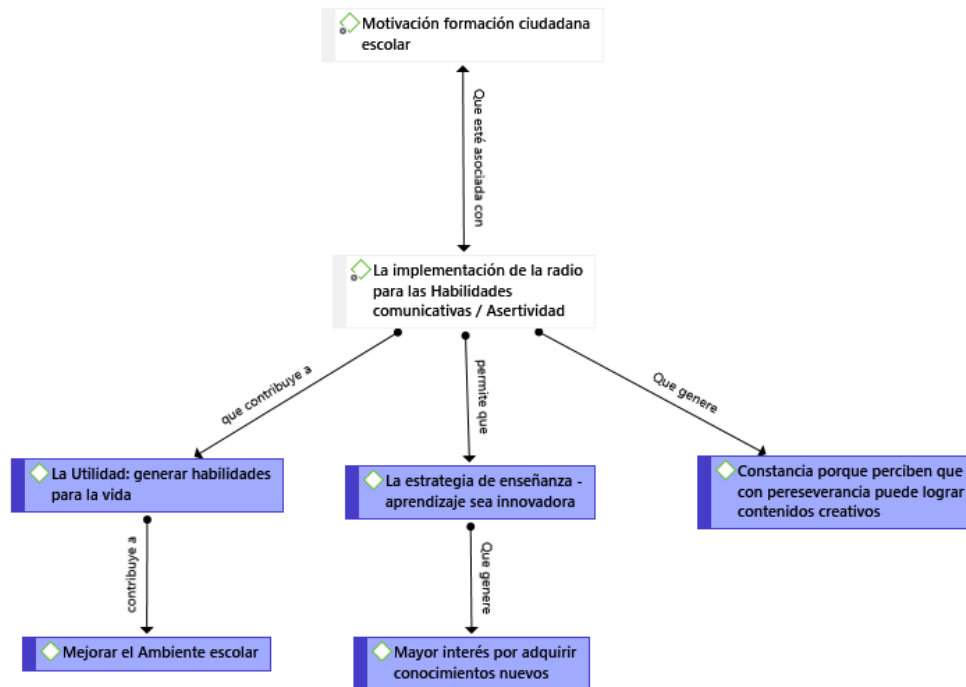 Motivación formación ciudadana
escolar
Que esté asociada con
La implementación de la radio
para las Habilidades
comunicativas / Asertividad
que contribuye a
permite que
Que genere
La Utilidad: generar habilidades
para la vida
La estrategia de enseñanza -
aprendizaje sea innovadora
Constancia porque perciben que
con pereseverancia puede lograr
contenidos creativos
contribuye a
Que genere
Mejorar el Ambiente escolar
Mayor interés por adquirir
conocimientos nuevos